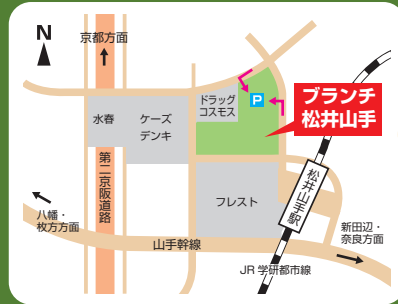 N
京都方面
ドラッグ
コスモス
P
ブランチ
松井山手
水春
ケーズ
デンキ
第二京阪道路
松井山手駅
フレスト
八幡・
枚方方面
新田辺・
奈良方面
山手幹線
JR 学研都市線